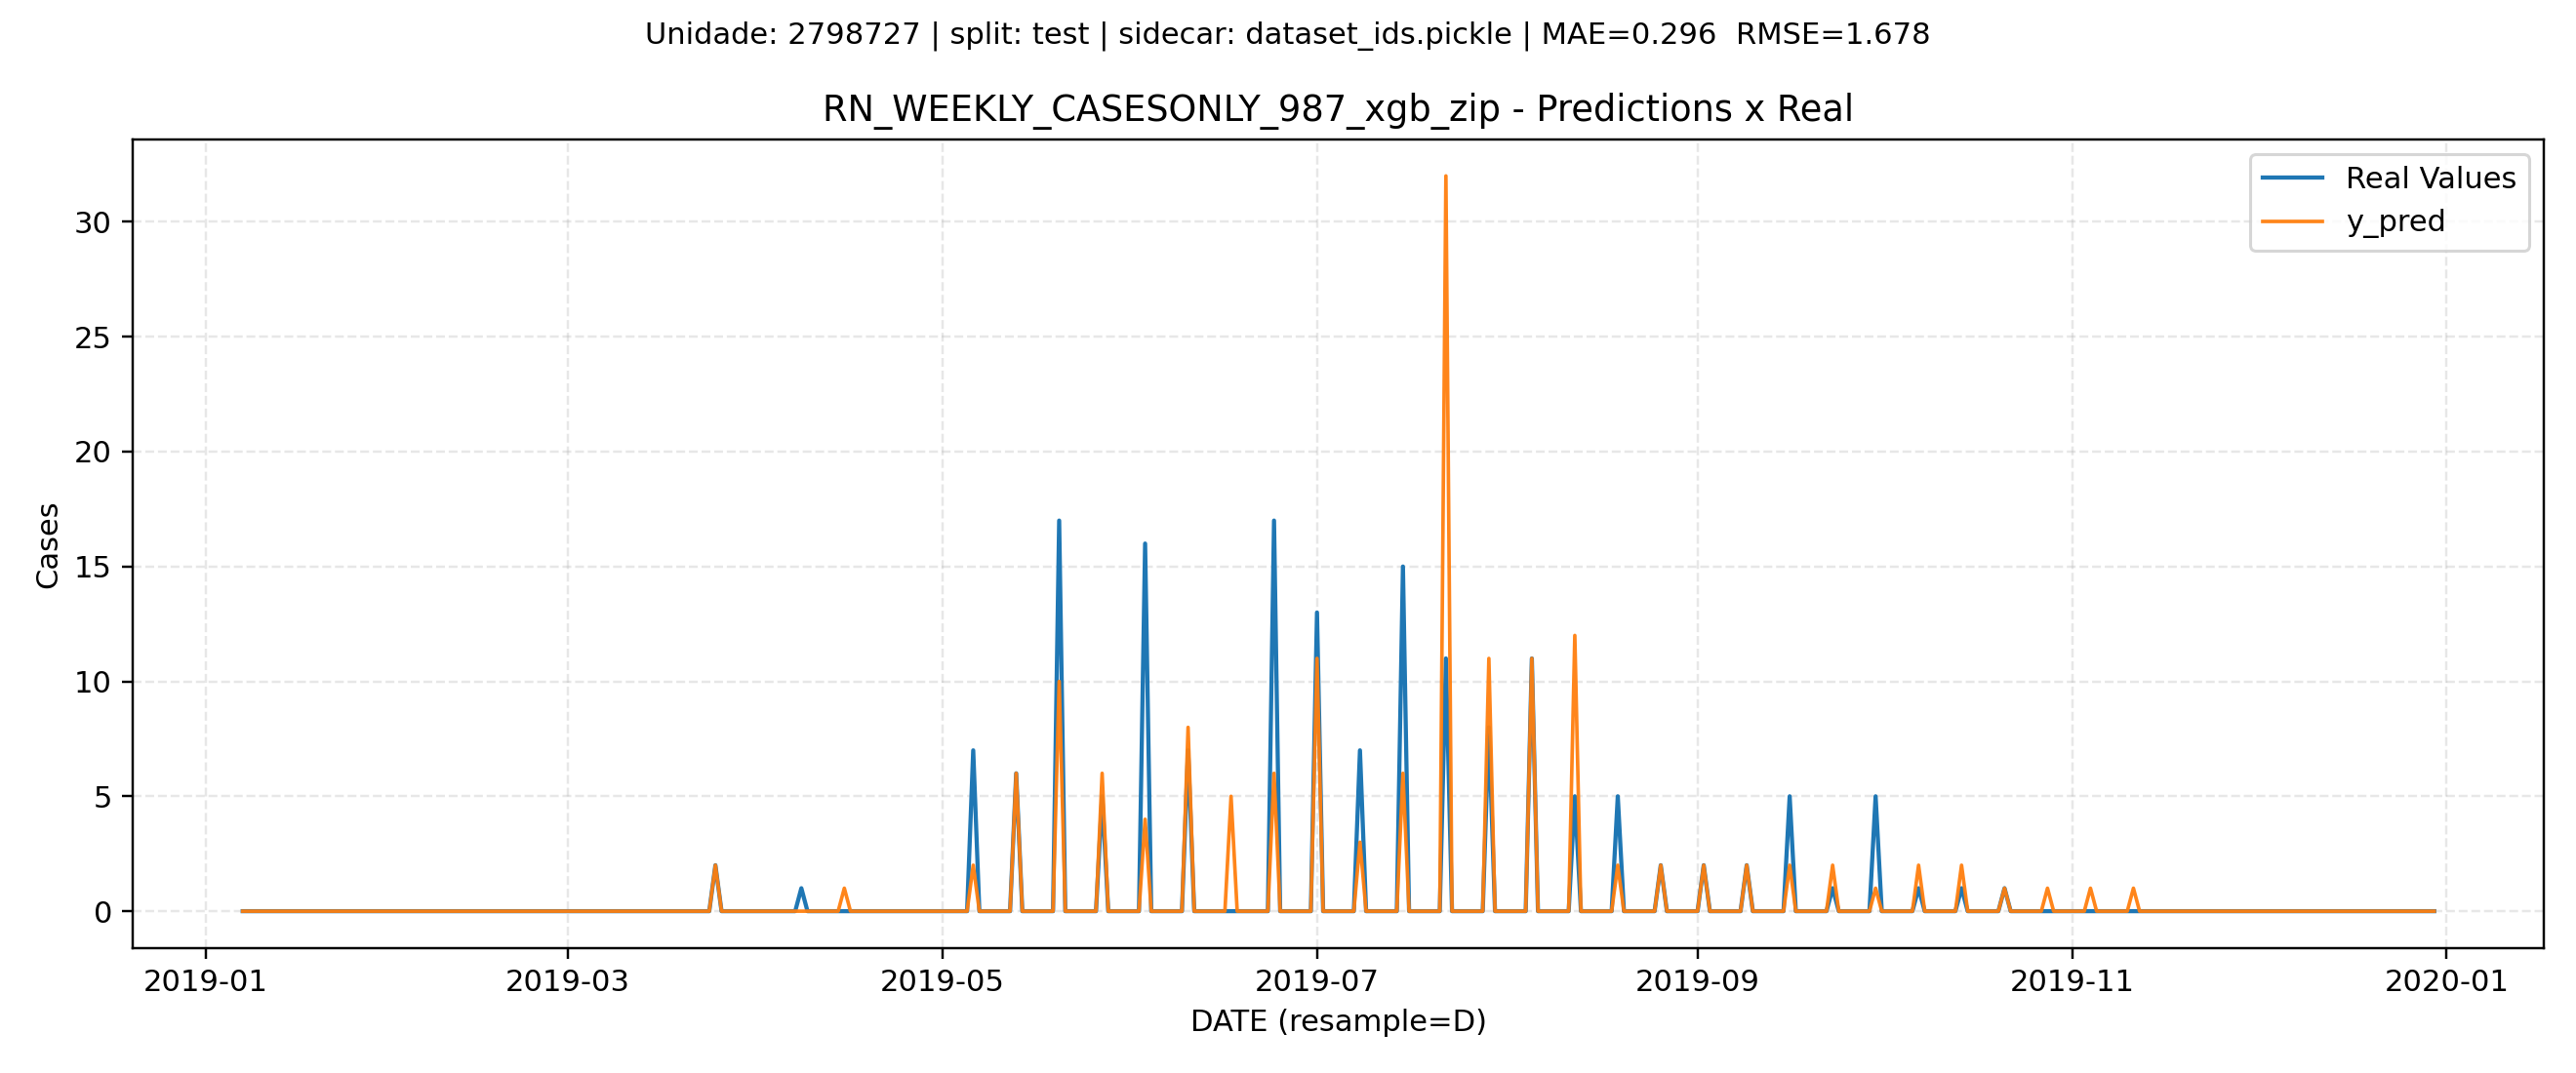 Unidade: 2798727 | split: test | sidecar: dataset_ids.pickle | MAE=0.296  RMSE=1.678
RN_WEEKLY_CASESONLY_987_xgb_zip - Predictions x Real
Real Values
y_pred
30
25
20
15
10
5
0
Cases
2019-01
2019-03
2019-05
2019-07
2019-09
2019-11
2020-01
DATE (resample=D)